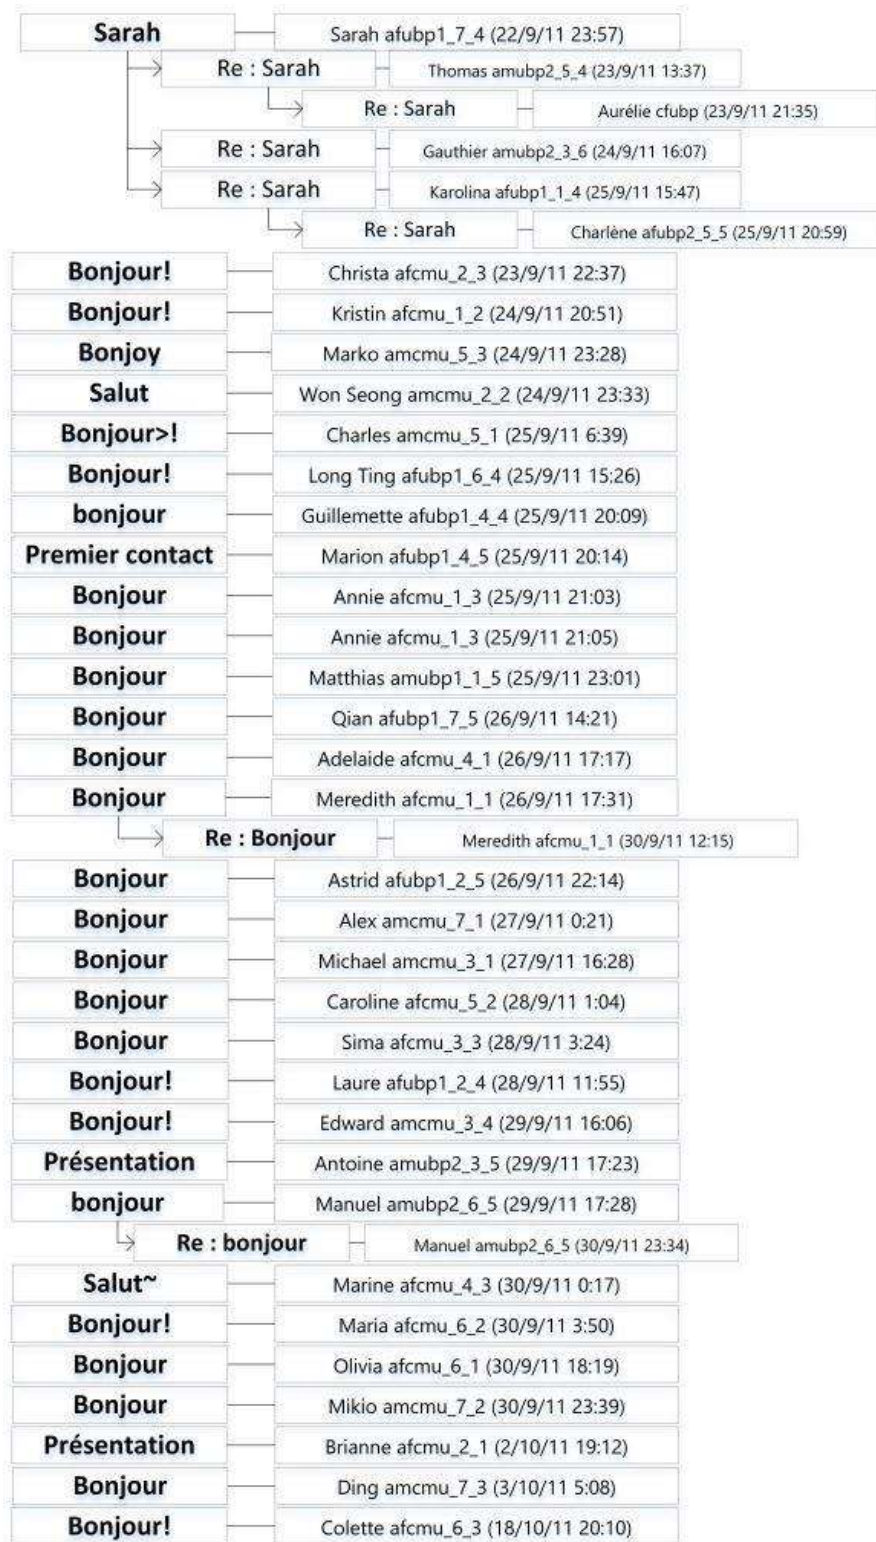 Sarah Sarah afubp1_7_4 (22/9/11 23:57)
Re : Sarah Thomas amubp2_5_4 (23/9/11 13:37)
Re : Sarah Aurélie cfubp (23/9/11 21:35)
Re : Sarah Gauthier amubp2_3_6 (24/9/11 16:07)
Re : Sarah Karolina afubp1_1_4 (25/9/11 15:47)
Re : Sarah Charlène afubp2_5_5 (25/9/11 20:59)
Bonjour! Christa afcmu_2_3 (23/9/11 22:37)
Bonjour! Kristin afcmu_1_2 (24/9/11 20:51)
Bonjoy Marko amcmu_5_3 (24/9/11 23:28)
Salut Won Seong amcmu_2_2 (24/9/11 23:33)
Bonjour>! Charles amcmu_5_1 (25/9/11 6:39)
Bonjour! Long Ting afubp1_6_4 (25/9/11 15:26)
bonjour Guillemette afubp1_4_4 (25/9/11 20:09)
Premier contact Marion afubp1_4_5 (25/9/11 20:14)
Bonjour Annie afcmu_1_3 (25/9/11 21:03)
Bonjour Annie afcmu_1_3 (25/9/11 21:05)
Bonjour Matthias amubp1_1_5 (25/9/11 23:01)
Bonjour Qian afubp1_7_5 (26/9/11 14:21)
Bonjour Adelaide afcmu_4_1 (26/9/11 17:17)
Bonjour Meredith afcmu_1_1 (26/9/11 17:31)
Re : Bonjour Meredith afcmu_1_1 (30/9/11 12:15)
Bonjour Astrid afubp1_2_5 (26/9/11 22:14)
Bonjour Alex amcmu_7_1 (27/9/11 0:21)
Bonjour Michael amcmu_3_1 (27/9/11 16:28)
Bonjour Caroline afcmu_5_2 (28/9/11 1:04)
Bonjour Sima afcmu_3_3 (28/9/11 3:24)
Bonjour! Laure afubp1_2_4 (28/9/11 11:55)
Bonjour! Edward amcmu_3_4 (29/9/11 16:06)
Présentation Antoine amubp2_3_5 (29/9/11 17:23)
bonjour Manuel amubp2_6_5 (29/9/11 17:28)
Re : bonjour Manuel amubp2_6_5 (30/9/11 23:34)
Salut~ Marine afcmu_4_3 (30/9/11 0:17)
Bonjour! Maria afcmu_6_2 (30/9/11 3:50)
Bonjour Olivia afcmu_6_1 (30/9/11 18:19)
Bonjour Mikio amcmu_7_2 (30/9/11 23:39)
Présentation Brianne afcmu_2_1 (2/10/11 19:12)
Bonjour Ding amcmu_7_3 (3/10/11 5:08)
Bonjour! Colette afcmu_6_3 (18/10/11 20:10)